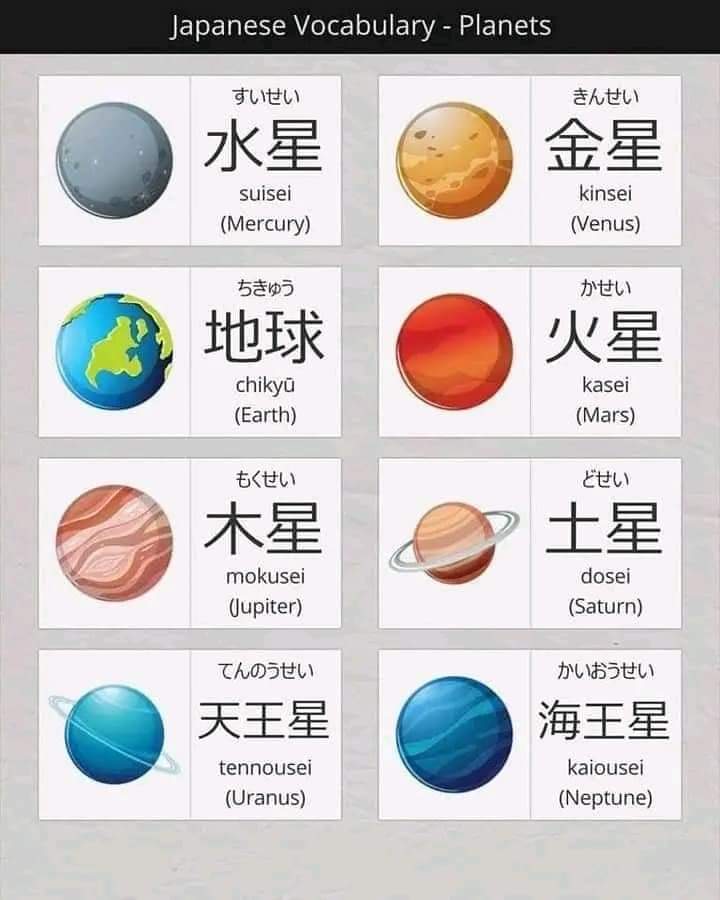 Japanese Vocabulary - Planets
すいせい
水星
suisei
(Mercury)
きんせい
金星
kinsei
(Venus)
ちきゅう
地球
chikyū
(Earth)
かせい
火星
kasei
(Mars)
もくせい
木星
mokusei
(Jupiter)
どせい
土星
dosei
(Saturn)
てんのうせい
天王星
tennousei
(Uranus)
かいおうせい
海王星
kaiousei
(Neptune)